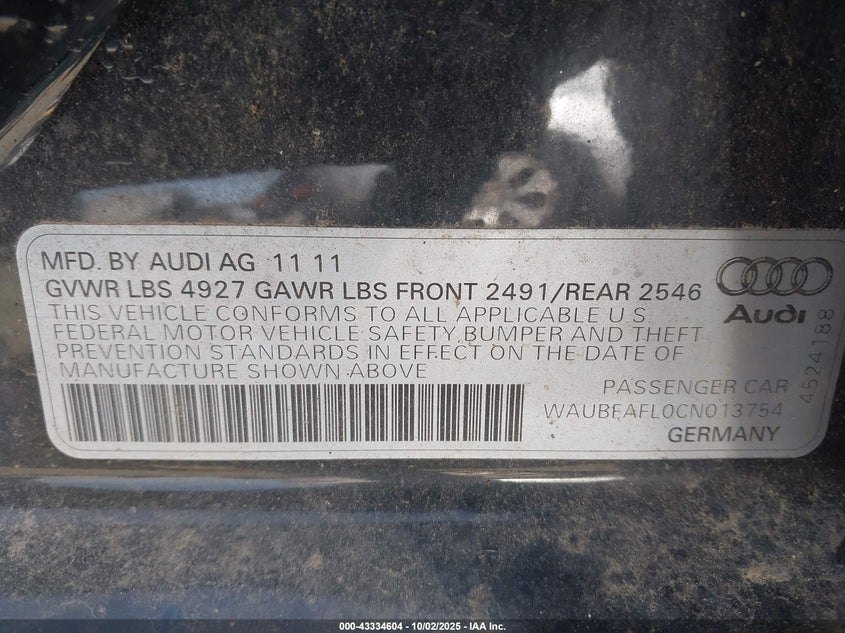 MFD. BY AUDI AG 11 11
GVWR LBS 4927 GAWR LBS FRONT 2491/REAR 2546
THIS VEHICLE CONFORMS TO ALL APPLICABLE U.S.
FEDERAL MOTOR VEHICLE SAFETY, BUMPER AND THEFT
PREVENTION STANDARDS IN EFFECT ON THE DATE OF
MANUFACTURE SHOWN ABOVE
Audi
4524188
PASSENGER CAR
WAUBFAFL0CN013754
GERMANY
000-43334604 - 10/02/2025 - IAA Inc.